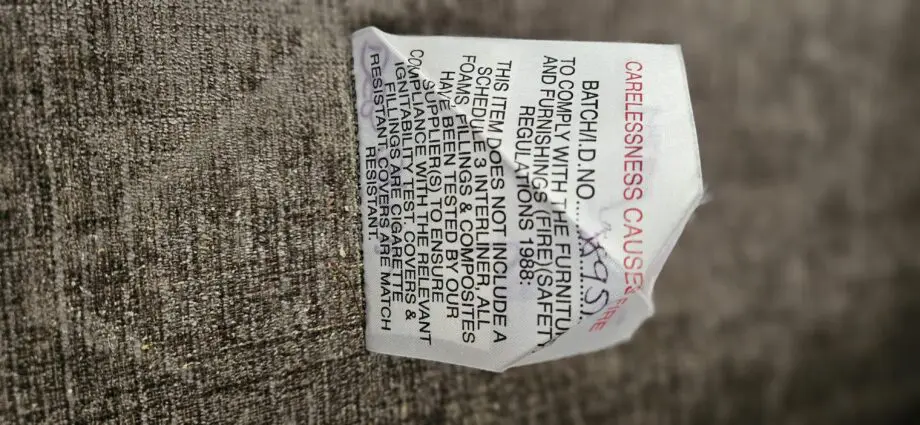 CARELESSNESS CAUSES FIRE
BATCH/I.D. NO ............
TO COMPLY WITH THE FURNITU
AND FURNISHINGS (FIRE)(SAFETY
REGULATIONS 1988:
THIS ITEM DOES NOT INCLUDE A
SCHEDULE 3 INTERLINER, ALL
FOAMS, FILLINGS & COMPOSITES
HAVE BEEN TESTED BY OUR
SUPPLIER(S) TO ENSURE
COMPLIANCE WITH THE RELEVANT
IGNITABILITY TEST. COVERS &
FILLINGS ARE CIGARETTE
RESISTANT. COVERS ARE MATCH
RESISTANT.